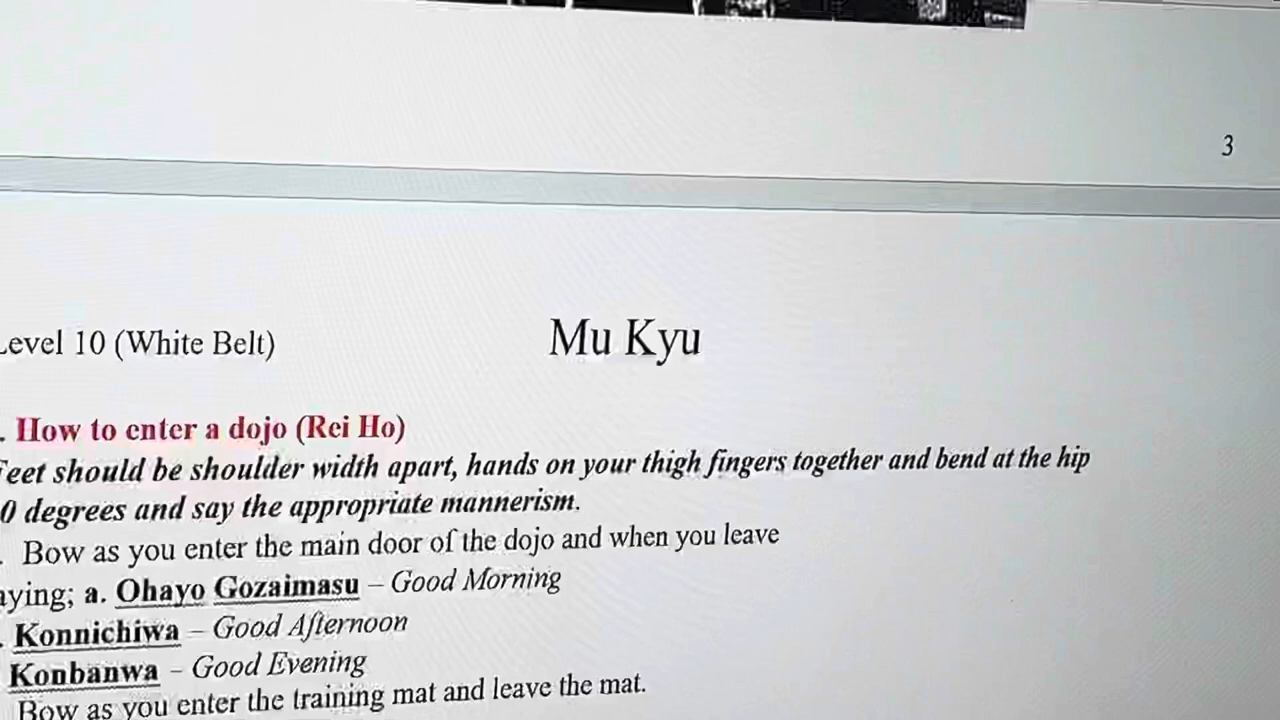 3
Level 10 (White Belt)
Mu Kyu
. How to enter a dojo (Rei Ho)
Feet should be shoulder width apart, hands on your thigh fingers together and bend at the hip
0 degrees and say the appropriate mannerism.
. Bow as you enter the main door of the dojo and when you leave
aying; a. Ohayo Gozaimasu – Good Morning
. Konnichiwa – Good Afternoon
Konbanwa – Good Evening
Bow as you enter the training mat and leave the mat.